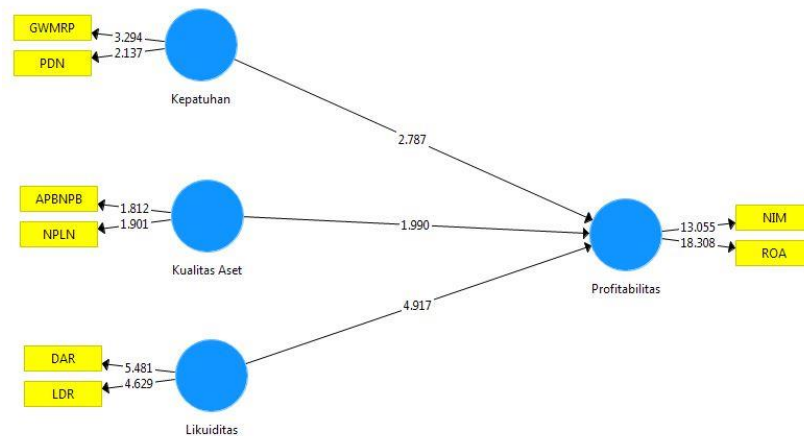 GWMRP
3.294
PDN
2.137
Kepatuhan
2.787
APBNPB
1.812
NPLN
1.901
Kualitas Aset
1.990
NIM
13.055
ROA
18.308
Profitabilitas
4.917
DAR
5.481
LDR
4.629
Likuiditas